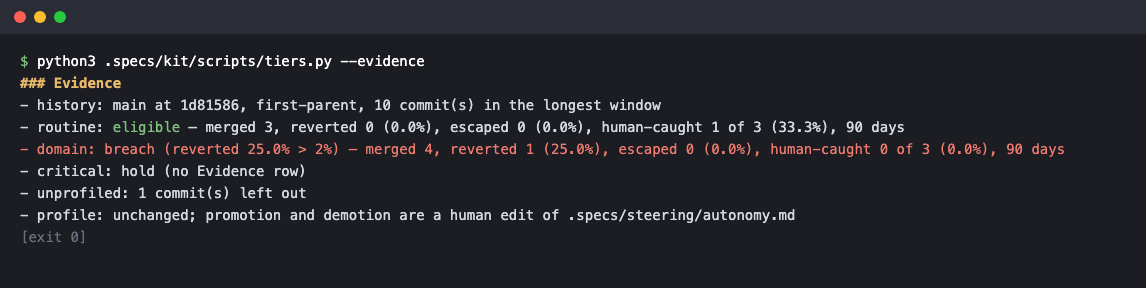 $ python3 .specs/kit/scripts/tiers.py --evidence
### Evidence
– history: main at 1d81586, first-parent, 10 commit(s) in the longest window
– routine: eligible — merged 3, reverted 0 (0.0%), escaped 0 (0.0%), human-caught 1 of 3 (33.3%), 90 days
– domain: breach (reverted 25.0% > 2%) — merged 4, reverted 1 (25.0%), escaped 0 (0.0%), human-caught 0 of 3 (0.0%), 90 days
– critical: hold (no Evidence row)
– unprofiled: 1 commit(s) left out
– profile: unchanged; promotion and demotion are a human edit of .specs/steering/autonomy.md
[exit 0]